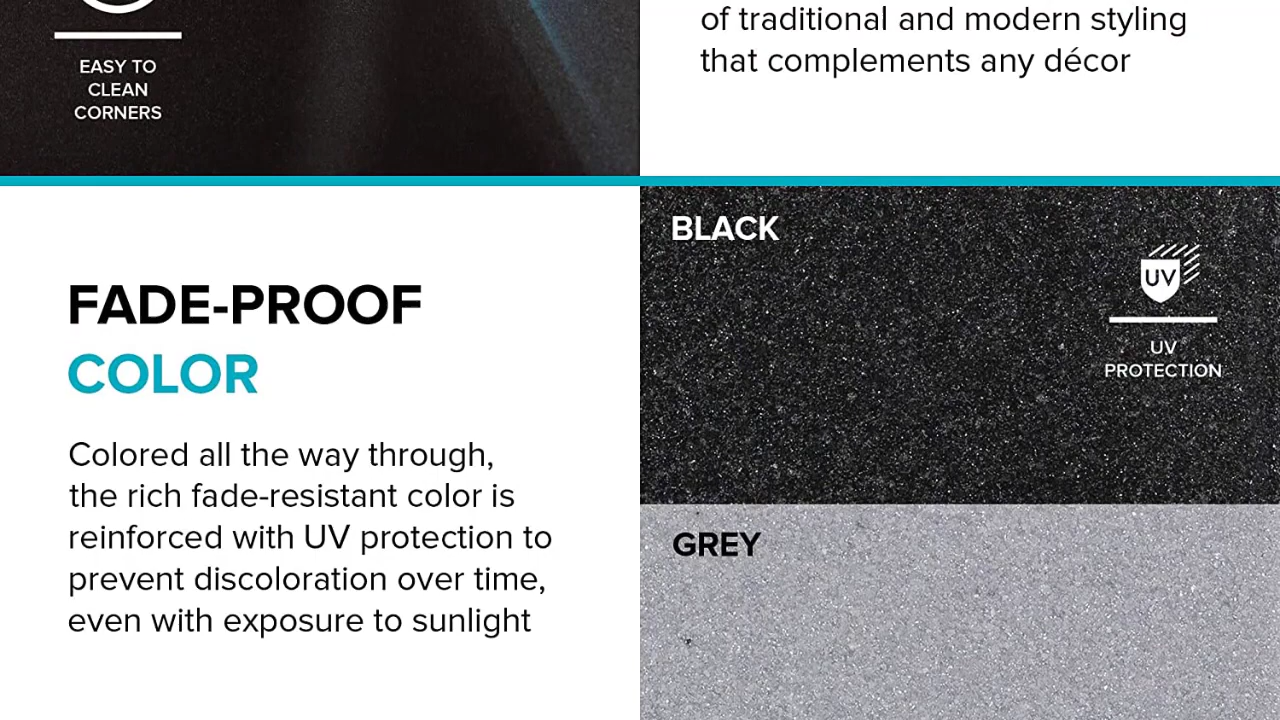 EASY TO
CLEAN
CORNERS
of traditional and modern styling
that complements any décor
FADE-PROOF
COLOR
Colored all the way through,
the rich fade-resistant color is
reinforced with UV protection to
prevent discoloration over time,
even with exposure to sunlight
BLACK
UV
UV
PROTECTION
GREY